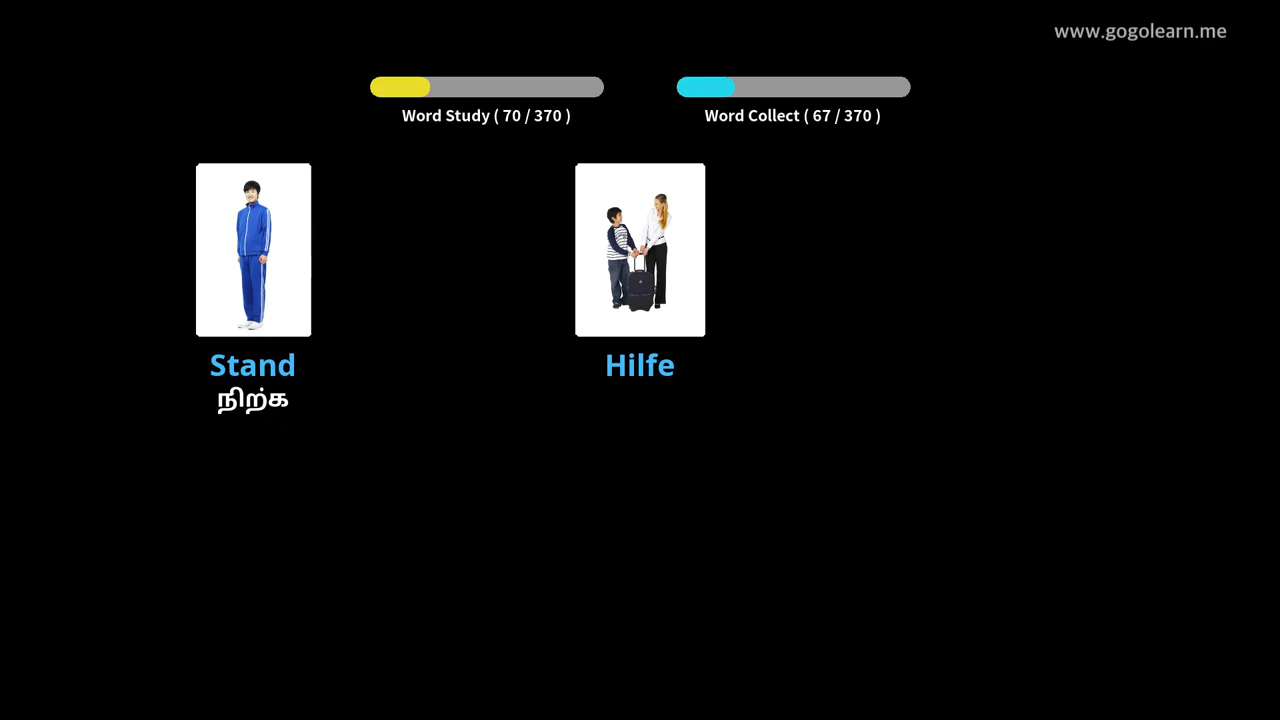 www.gogolearn.me
Word Study ( 70 / 370 )
Word Collect ( 67 / 370 )
Stand
நிற்க
Hilfe